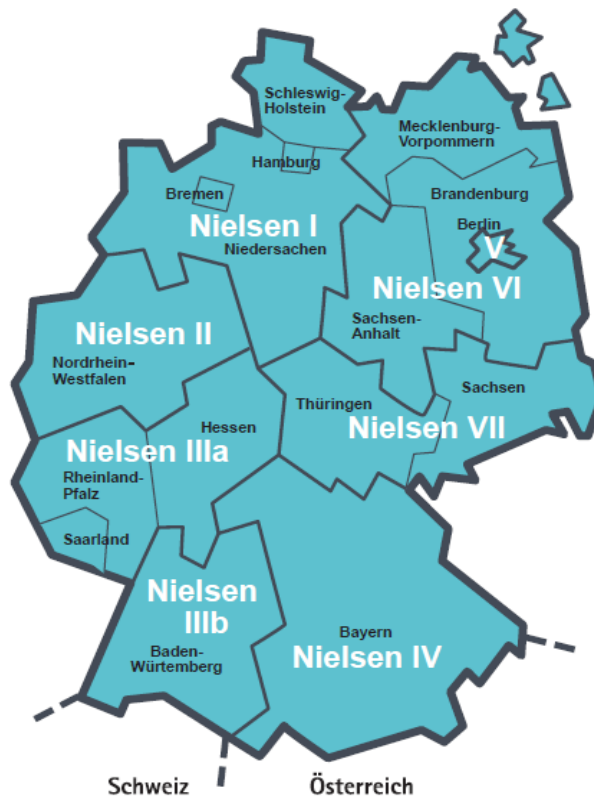 Schleswig-
Holstein
Mecklenburg-
Vorpommern
Hamburg
Bremen
Brandenburg
Nielsen I
Berlin
V
Niedersachen
Nielsen VI
Nielsen II
Sachsen-
Anhalt
Nordrhein-
Westfalen
Sachsen
Thüringen
Hessen
Nielsen VII
Nielsen IIIa
Rheinland-
Pfalz
Saarland
Nielsen
IIIb
Bayern
Baden-
Würtemberg
Nielsen IV
Schweiz
Österreich